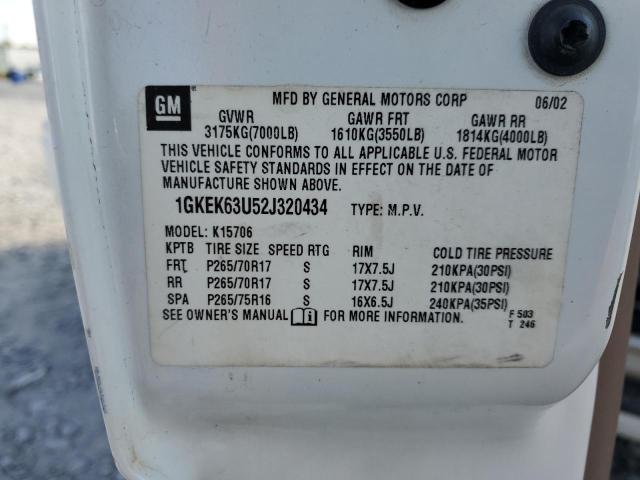 GM
MFD BY GENERAL MOTORS CORP 06/02
GVWR GAWR FRT GAWR RR
3175KG(7000LB) 1610KG(3550LB) 1814KG(4000LB)
THIS VEHICLE CONFORMS TO ALL APPLICABLE U.S. FEDERAL MOTOR
VEHICLE SAFETY STANDARDS IN EFFECT ON THE DATE OF
MANUFACTURE SHOWN ABOVE.
1GKEK63U52J320434 TYPE: M.P.V.
MODEL: K15706
KPTB TIRE SIZE SPEED RTG RIM COLD TIRE PRESSURE
FRT P265/70R17 S 17X7.5J 210KPA(30PSI)
RR P265/70R17 S 17X7.5J 210KPA(30PSI)
SPA P265/75R16 S 16X6.5J 240KPA(35PSI)
SEE OWNER'S MANUAL FOR MORE INFORMATION.
F 503
T 246